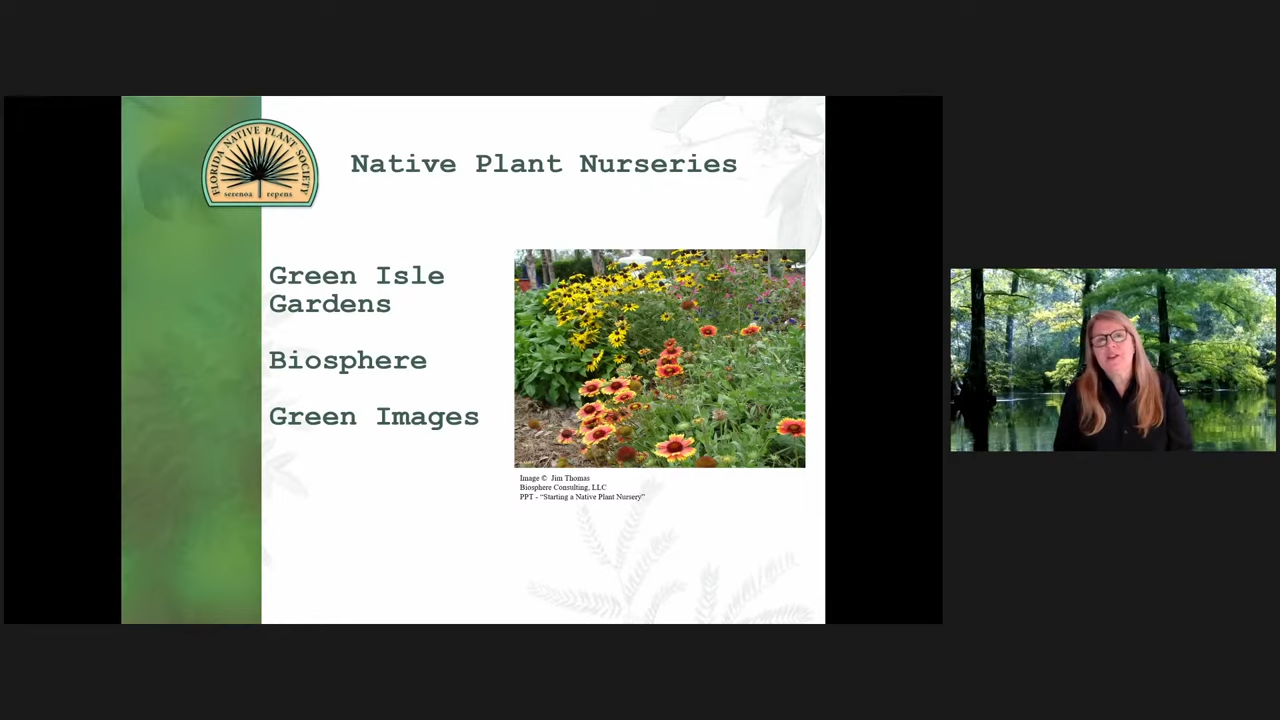 FLORIDA NATIVE PLANT SOCIETY
serenoa repens
Native Plant Nurseries
Green Isle
Gardens
Biosphere
Green Images
Image © Jim Thomas
Biosphere Consulting, LLC
PPT - “Starting a Native Plant Nursery”